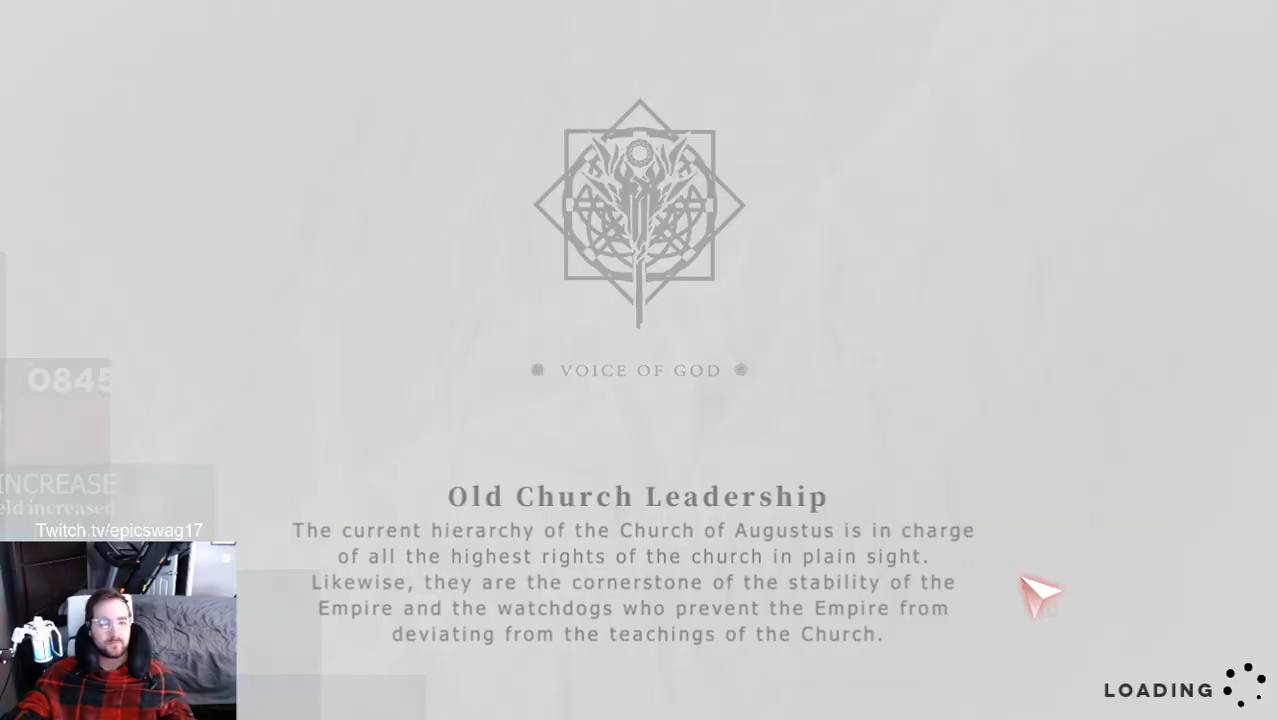 VOICE OF GOD
0845
INCREASE
eld increased
Twitch.tv/epicswag17
Old Church Leadership
The current hierarchy of the Church of Augustus is in charge
of all the highest rights of the church in plain sight.
Likewise, they are the cornerstone of the stability of the
Empire and the watchdogs who prevent the Empire from
deviating from the teachings of the Church.
LOADING